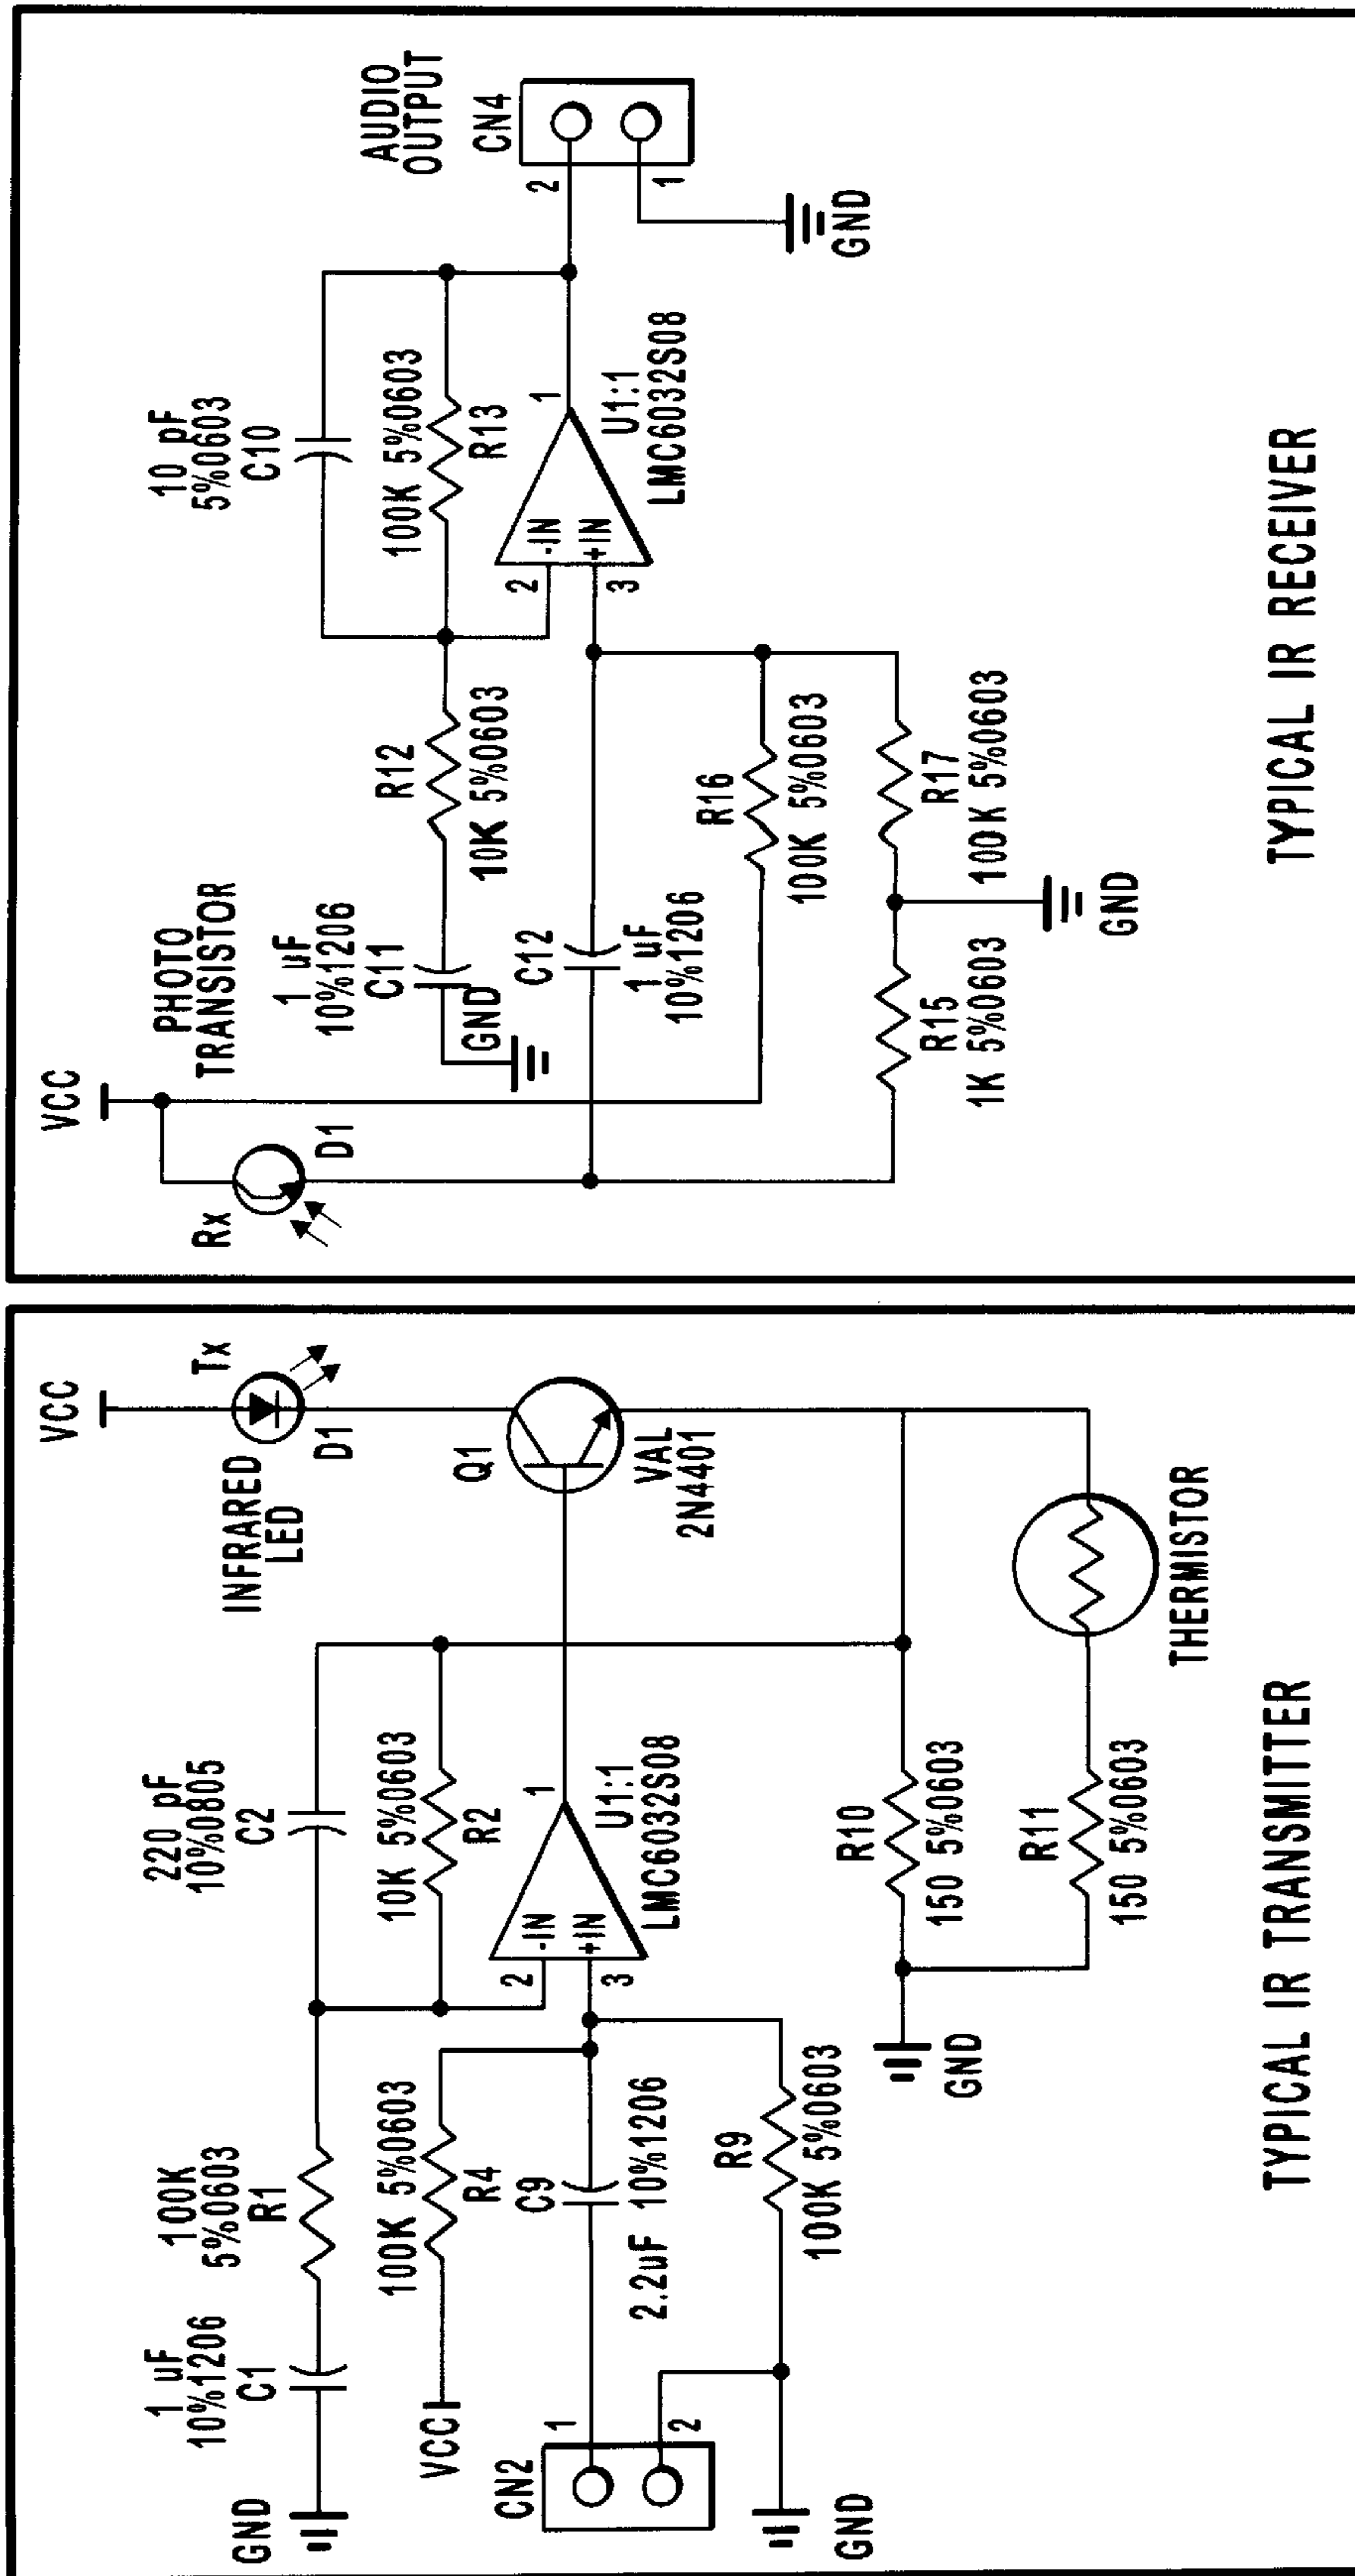 VCC
INFRARED
LED
Tx
D1
220 pF
10%0805
C2
100K
5%0603
R1
1 uF
10%1206
C1
GND
10K 5%0603
R2
100K 5%0603
R4
VCC
Q1
VAL
2N4401
1
U1:1
LMC6032S08
-IN
+IN
2
3
C9
2.2uF 10%1206
CN2
1
2
R9
100K 5%0603
GND
R10
150 5%0603
GND
R11
150 5%0603
THERMISTOR
TYPICAL IR TRANSMITTER
VCC
PHOTO
TRANSISTOR
Rx
D1
10 pF
5%0603
C10
1 uF
10%1206
C11
GND
R12
10K 5%0603
100K 5%0603
R13
AUDIO
OUTPUT
CN4
2
1
GND
1
U1:1
LMC6032S08
-IN
+IN
2
3
C12
1 uF
10%1206
R16
100K 5%0603
R17
100K 5%0603
R15
1K 5%0603
GND
TYPICAL IR RECEIVER